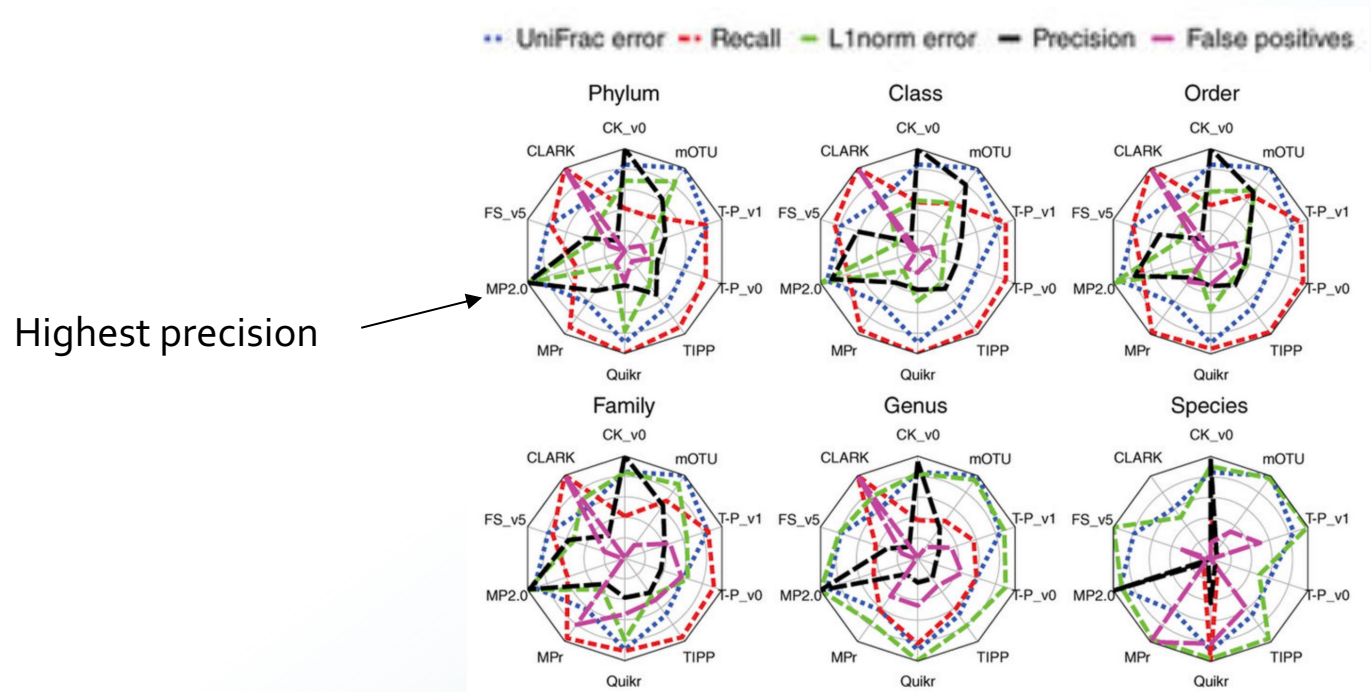 UniFrac error Recall L1norm error Precision False positives
Phylum Class Order
CK_v0 CK_v0 CK_v0
CLARK mOTU CLARK mOTU CLARK mOTU
FS_v5 T-P_v1 FS_v5 T-P_v1 FS_v5 T-P_v1
MP2.0 T-P_v0 MP2.0 T-P_v0 MP2.0 T-P_v0
Highest precision
MPr TIPP MPr TIPP MPr TIPP
Quikr Quikr Quikr
Family Genus Species
CK_v0 CK_v0 CK_v0
CLARK mOTU CLARK mOTU CLARK mOTU
FS_v5 T-P_v1 FS_v5 T-P_v1 FS_v5 T-P_v1
MP2.0 T-P_v0 MP2.0 T-P_v0 MP2.0 T-P_v0
MPr TIPP MPr TIPP MPr TIPP
Quikr Quikr Quikr